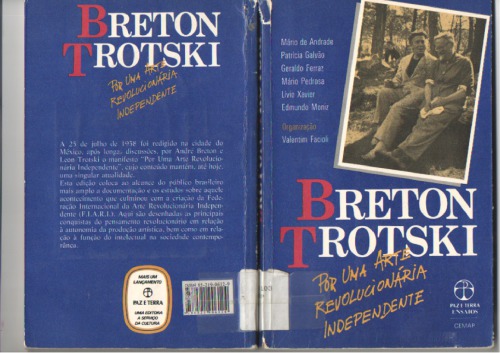 BRETON
TROTSKI
POR UMA ARTE
REVOLUCIONÁRIA
INDEPENDENTE
A 25 de julho de 1938 foi redigido na cidade do
México, após longas discussões, por André Breton e
Leon Trotski o manifesto "Por Uma Arte Revolucio-
nária Independente", cujo conteúdo mantém, até hoje,
uma singular atualidade.
Esta edição coloca ao alcance do público brasileiro
mais amplo a documentação e os estudos sobre aquele
acontecimento que culminou com a criação da Fede-
ração Internacional da Arte Revolucionária Indepen-
dente (F.I.A.R.I.). Aqui são desenhadas as principais
conquistas do pensamento revolucionário em relação
à autonomia da produção artística, bem como em re-
lação à função do intelectual na sociedade contempo-
rânea.
MAIS UM
LANÇAMENTO
PAZ E TERRA
UMA EDITORA
A SERVIÇO
DA CULTURA
Mário de Andrade
Patrícia Galvão
Geraldo Ferraz
Mário Pedrosa
Lívio Xavier
Edmundo Moniz
Organização
Valentim Facioli
BRETON
TROTSKI
POR UMA ARTE
REVOLUCIONÁRIA
INDEPENDENTE
PAZ E TERRA
ENSAIOS
CEMAP